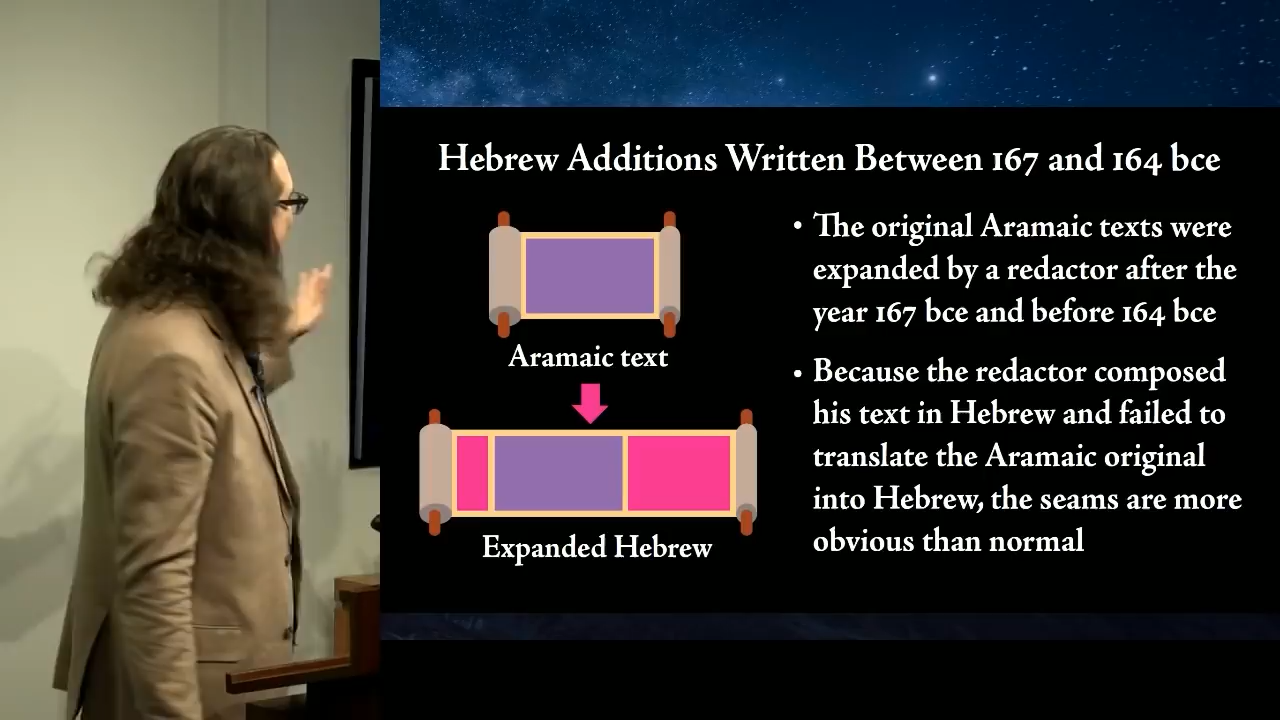 Hebrew Additions Written Between 167 and 164 bce
Aramaic text
Expanded Hebrew
• The original Aramaic texts were
expanded by a redactor after the
year 167 bce and before 164 bce
• Because the redactor composed
his text in Hebrew and failed to
translate the Aramaic original
into Hebrew, the seams are more
obvious than normal